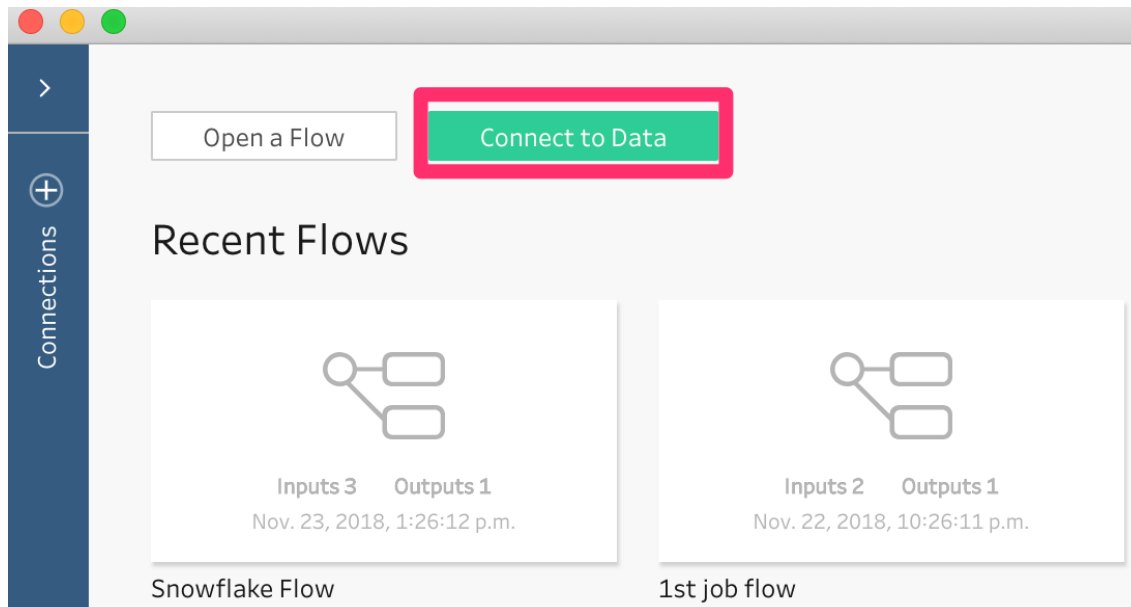 Open a Flow
Connect to Data
Connections
Recent Flows
Inputs 3 Outputs 1
Nov. 23, 2018, 1:26:12 p.m.
Snowflake Flow
Inputs 2 Outputs 1
Nov. 22, 2018, 10:26:11 p.m.
1st job flow